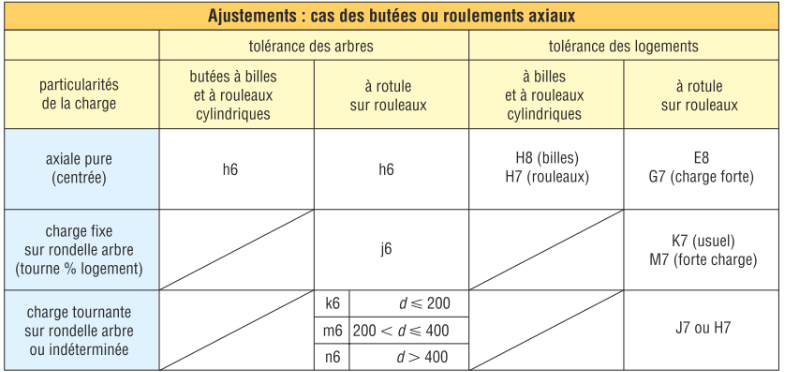 Ajustements : cas des butées ou roulements axiaux
tolérance des arbres
tolérance des logements
particularités
de la charge
butées à billes
et à rouleaux
cylindriques
à rotule
sur rouleaux
à billes
et à rouleaux
cylindriques
à rotule
sur rouleaux
axiale pure
(centrée)
h6
h6
H8 (billes)
H7 (rouleaux)
E8
G7 (charge forte)
charge fixe
sur rondelle arbre
(tourne % logement)
j6
K7 (usuel)
M7 (forte charge)
charge tournante
sur rondelle arbre
ou indéterminée
k6 d ⩽ 200
m6 200 < d ⩽ 400
n6 d > 400
J7 ou H7